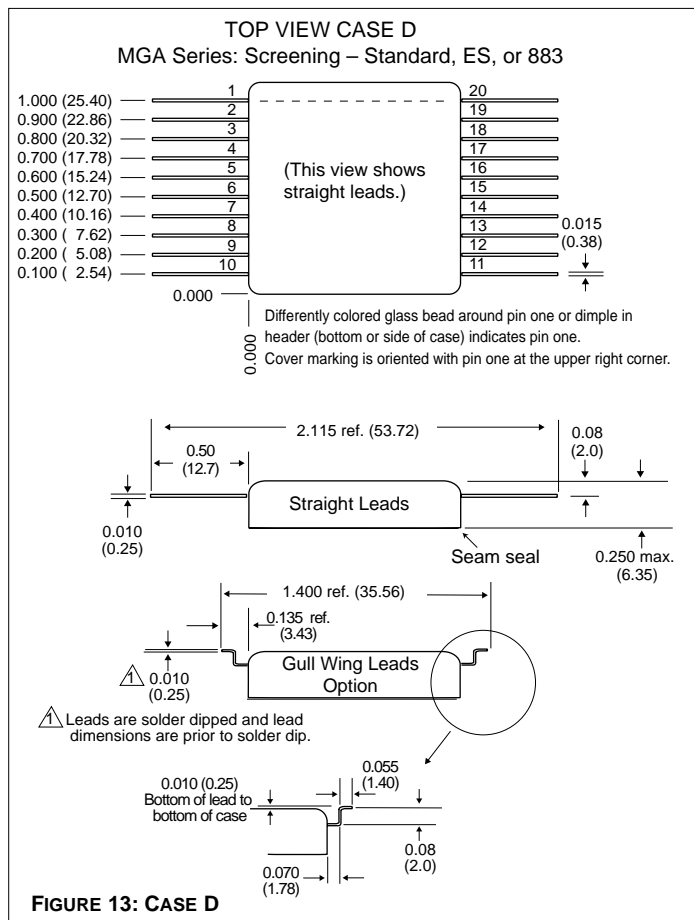 TOP VIEW CASE D
MGA Series: Screening – Standard, ES, or 883
1.000 (25.40)
0.900 (22.86)
0.800 (20.32)
0.700 (17.78)
0.600 (15.24)
0.500 (12.70)
0.400 (10.16)
0.300 ( 7.62)
0.200 ( 5.08)
0.100 ( 2.54)
0.000
0.000
1
2
3
4
5
6
7
8
9
10
(This view shows
straight leads.)
20
19
18
17
16
15
14
13
12
11
0.015
(0.38)
Differently colored glass bead around pin one or dimple in
header (bottom or side of case) indicates pin one.
Cover marking is oriented with pin one at the upper right corner.
2.115 ref. (53.72)
0.50
(12.7)
0.08
(2.0)
0.010
(0.25)
Straight Leads
Seam seal
0.250 max.
(6.35)
1.400 ref. (35.56)
0.135 ref.
(3.43)
1 0.010
(0.25)
Gull Wing Leads
Option
1 Leads are solder dipped and lead
dimensions are prior to solder dip.
0.010 (0.25)
Bottom of lead to
bottom of case
0.055
(1.40)
0.08
(2.0)
0.070
(1.78)
FIGURE 13: CASE D